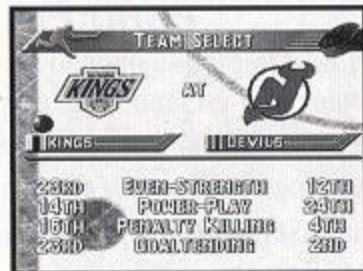 TEAM SELECT
KINGS
AT
KINGS
DEVILS
23RD EVEN-STRENGTH 12TH
14TH POWER-PLAY 24TH
16TH PENALTY KILLING 4TH
23RD GOALTENDING 2ND